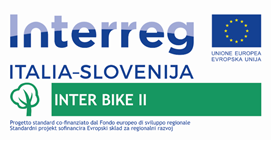 Interreg
UNIONE EUROPEA
EVROPSKA UNIJA
ITALIA-SLOVENIJA
INTER BIKE II
Progetto standard co-finanziato dal Fondo europeo di sviluppo regionale
Standardni projekt sofinancira Evropski sklad za regionalni razvoj